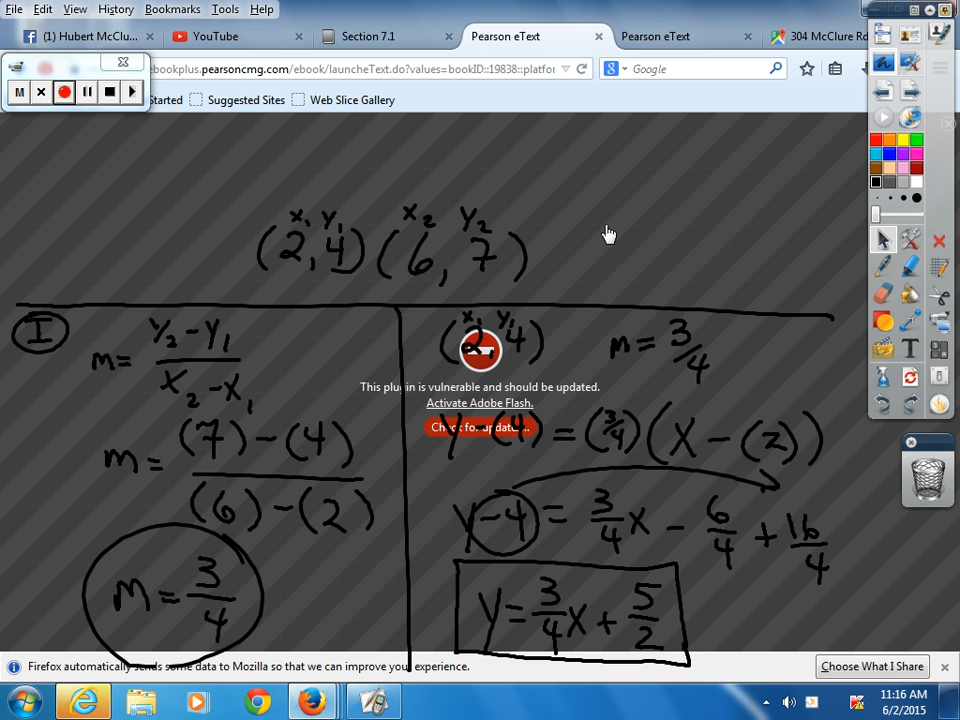 File Edit View History Bookmarks Tools Help
(1) Hubert McClu... × YouTube × Section 7.1 × Pearson eText × Pearson eText × 304 McClure Rd
ebookplus.pearsoncmg.com/ebook/launcheText.do?values=bookID::19838::platfor Google
M
Started Suggested Sites Web Slice Gallery
x₁ y₁ x₂ y₂
(2,4) (6,7)
I
m = y₂ - y₁ / x₂ - x₁
m = (7) - (4) / (6) - (2)
m = 3/4
x₁ y₁
(2,4) m = 3/4
This plugin is vulnerable and should be updated.
Activate Adobe Flash.
Check for updates...
y - (4) = (3/4)(x - (2))
y - 4 = 3/4 x - 6/4 + 16/4
y = 3/4 x + 5/2
T
Firefox automatically sends some data to Mozilla so that we can improve your experience. Choose What I Share ×
11:16 AM
6/2/2015